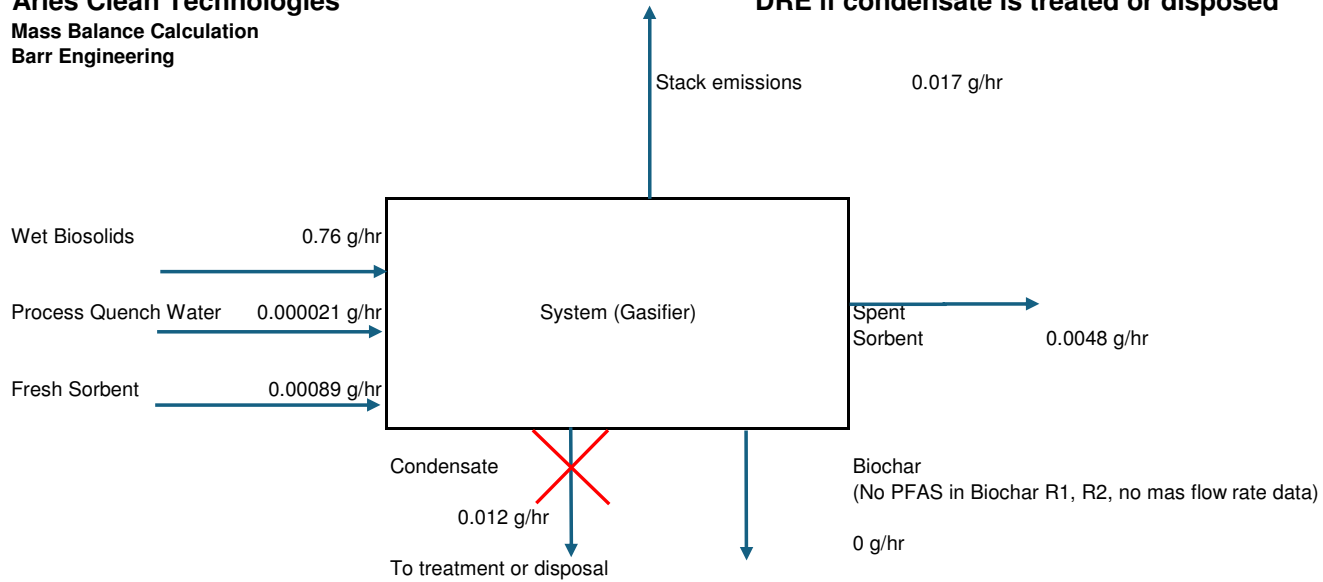 Aries Clean Technologies
DRE if condensate is treated or disposed
Mass Balance Calculation
Barr Engineering
Stack emissions 0.017 g/hr
Wet Biosolids 0.76 g/hr
Process Quench Water 0.000021 g/hr
System (Gasifier)
Spent
Sorbent 0.0048 g/hr
Fresh Sorbent 0.00089 g/hr
Condensate
0.012 g/hr
To treatment or disposal
Biochar
(No PFAS in Biochar R1, R2, no mas flow rate data)
0 g/hr